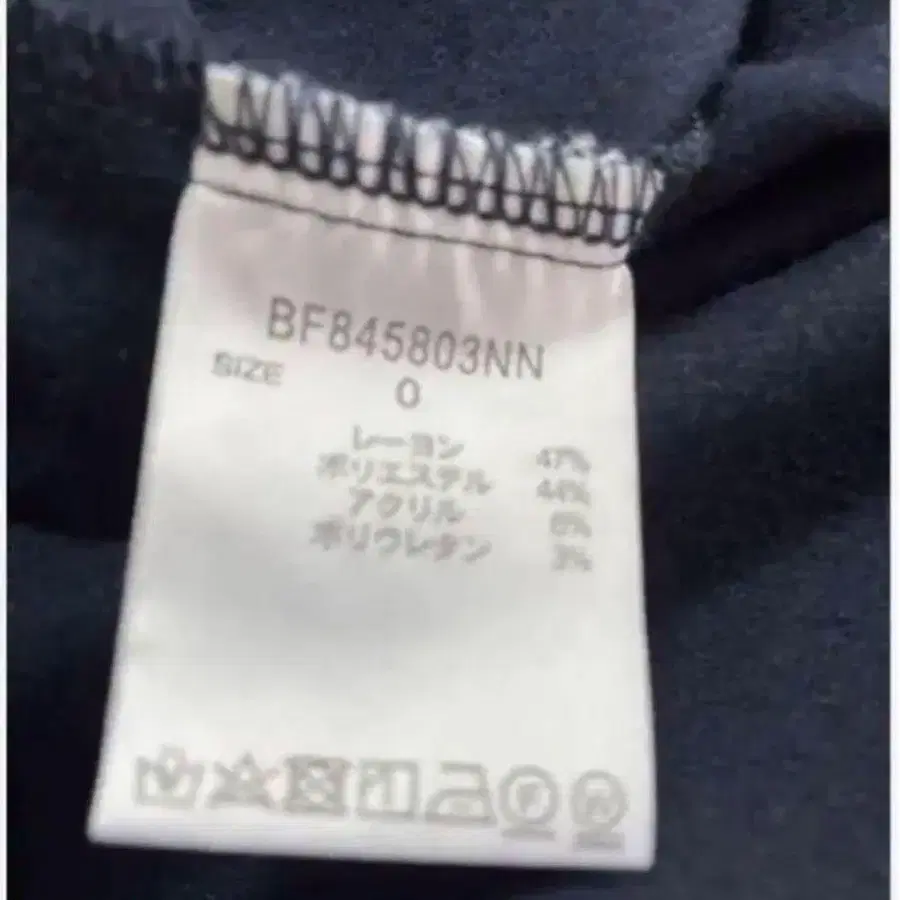 BF845803NN
SIZE 0
レーヨン 47%
ポリエステル 44%
アクリル 6%
ポリウレタン 3%